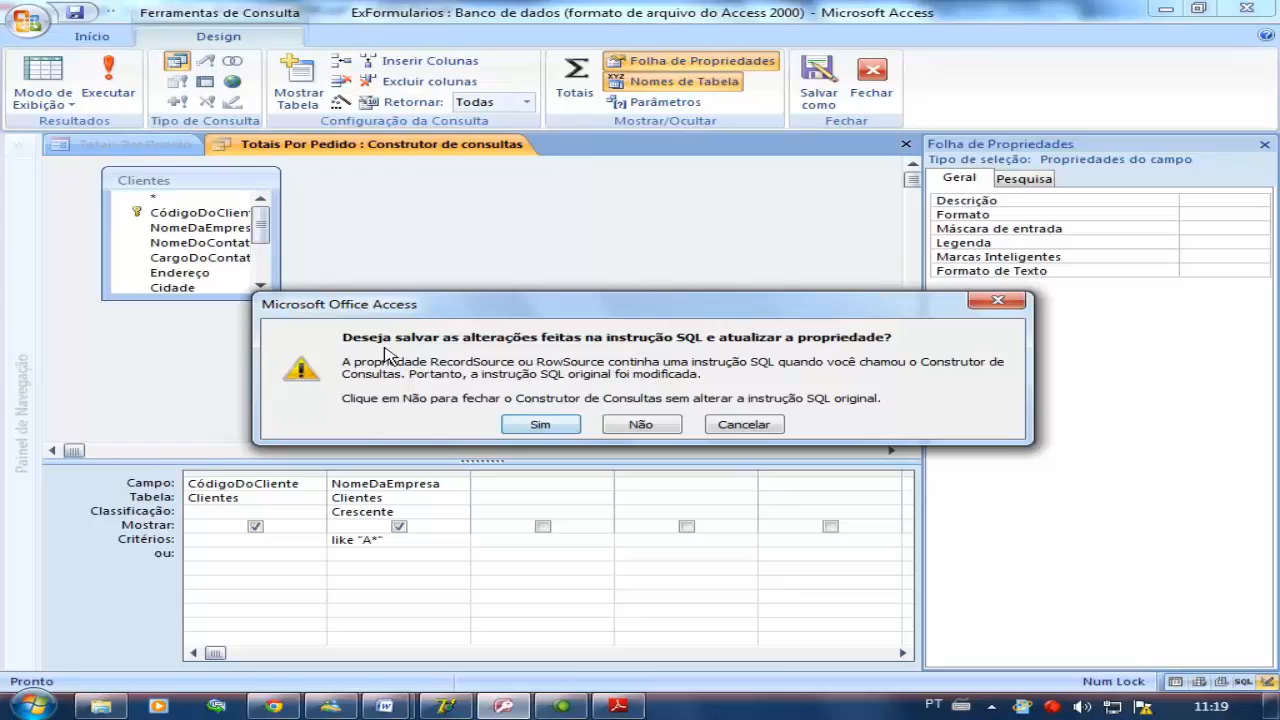 Ferramentas de Consulta
ExFormulario_5 : Banco de dados (formato de arquivo do Access 2000) - Microsoft Access
Início
Design
Modo de Exibição
Executar
Resultados
Tipo de Consulta
Mostrar Tabela
Inserir Colunas
Excluir colunas
Retornar: Todas
Configuração da Consulta
Totais
Folha de Propriedades
Nomes de Tabela
Parâmetros
Mostrar/Ocultar
Salvar como
Fechar
Fechar
Totais Por Pedido
Totais Por Pedido : Construtor de consultas
Folha de Propriedades
Tipo de seleção: Propriedades do campo
Geral
Pesquisa
Descrição
Formato
Máscara de entrada
Legenda
Marcas Inteligentes
Formato de Texto
Clientes
*
CódigoDoClien
NomeDaEmpres
NomeDoContat
CargoDoContat
Endereço
Cidade
Painel de Navegação
Microsoft Office Access
Deseja salvar as alterações feitas na instrução SQL e atualizar a propriedade?
A propriedade RecordSource ou RowSource continha uma instrução SQL quando você chamou o Construtor de
Consultas. Portanto, a instrução SQL original foi modificada.
Clique em Não para fechar o Construtor de Consultas sem alterar a instrução SQL original.
Sim
Não
Cancelar
Campo: CódigoDoCliente NomeDaEmpresa
Tabela: Clientes Clientes
Classificação: Crescente
Mostrar:
Critérios: like "A*"
ou:
Pronto
Num Lock
SQL
PT
11:19